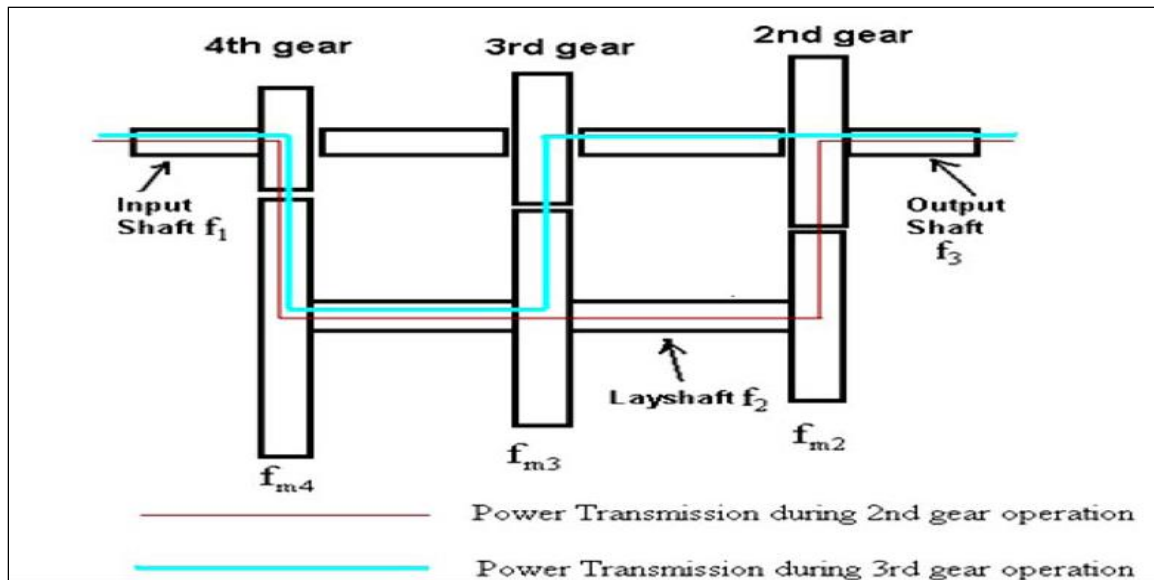 4th gear
3rd gear
2nd gear
Input
Shaft f1
Output
Shaft
f3
Layshaft f2
fm4
fm3
fm2
Power Transmission during 2nd gear operation
Power Transmission during 3rd gear operation